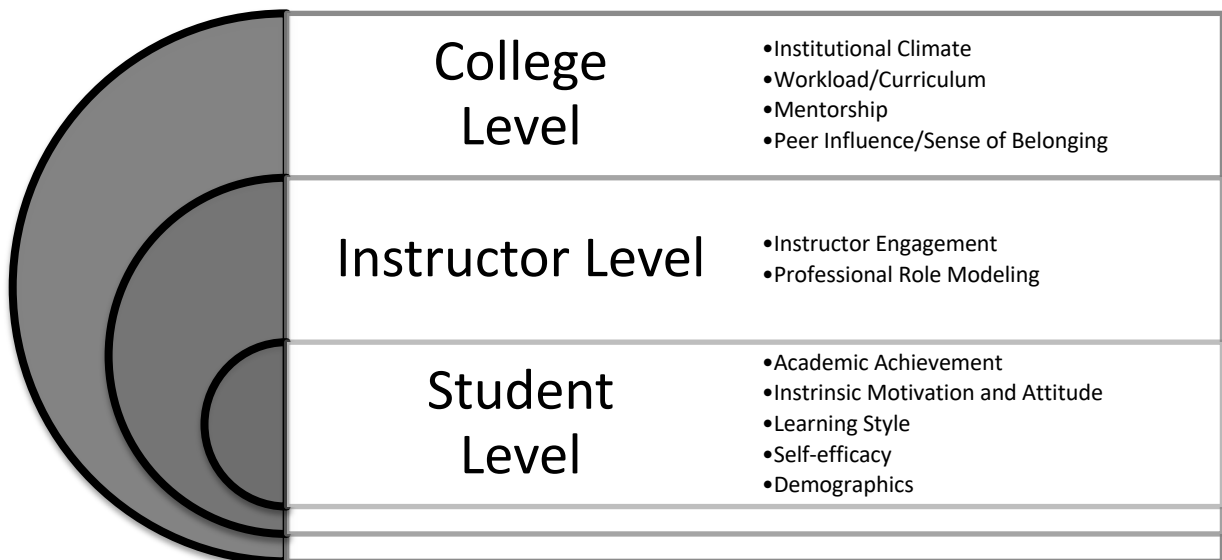 College
Level
•Institutional Climate
•Workload/Curriculum
•Mentorship
•Peer Influence/Sense of Belonging
Instructor Level
•Instructor Engagement
•Professional Role Modeling
Student
Level
•Academic Achievement
•Instrinsic Motivation and Attitude
•Learning Style
•Self-efficacy
•Demographics